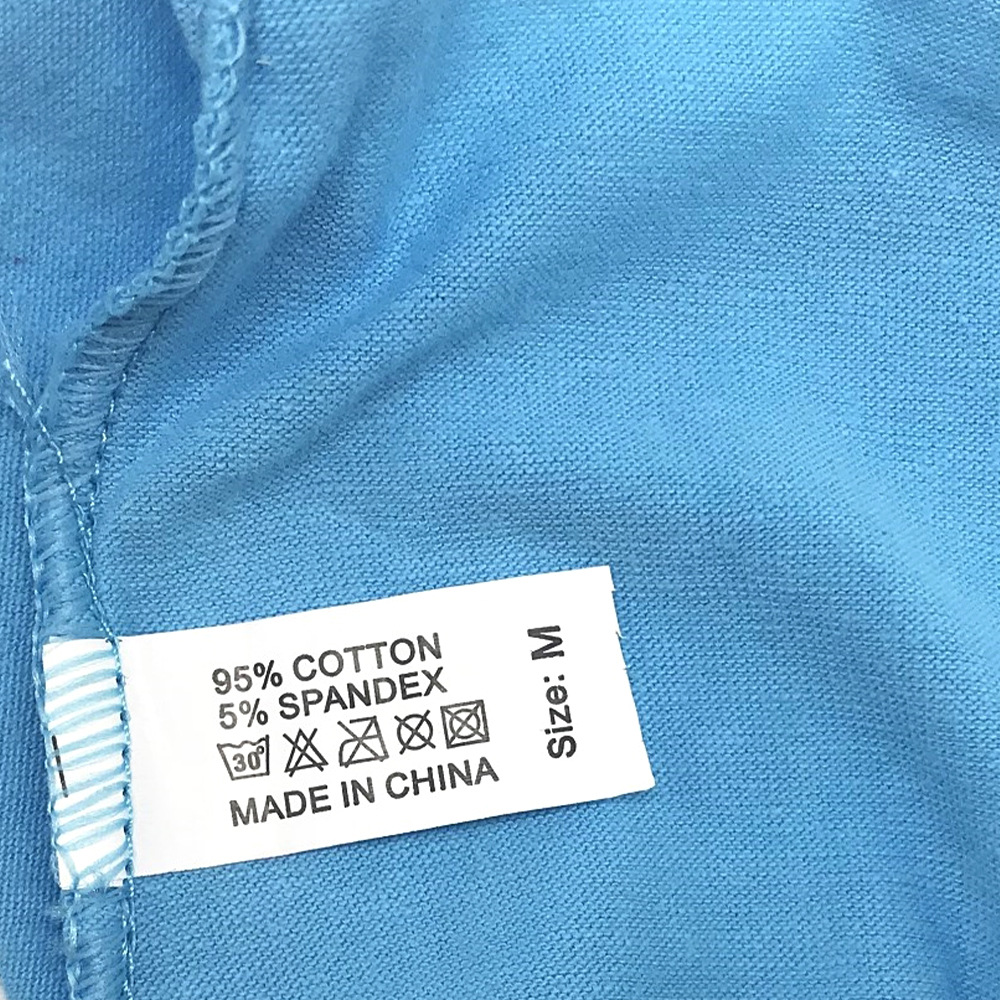 95% COTTON
5% SPANDEX
30°
MADE IN CHINA
Size: M